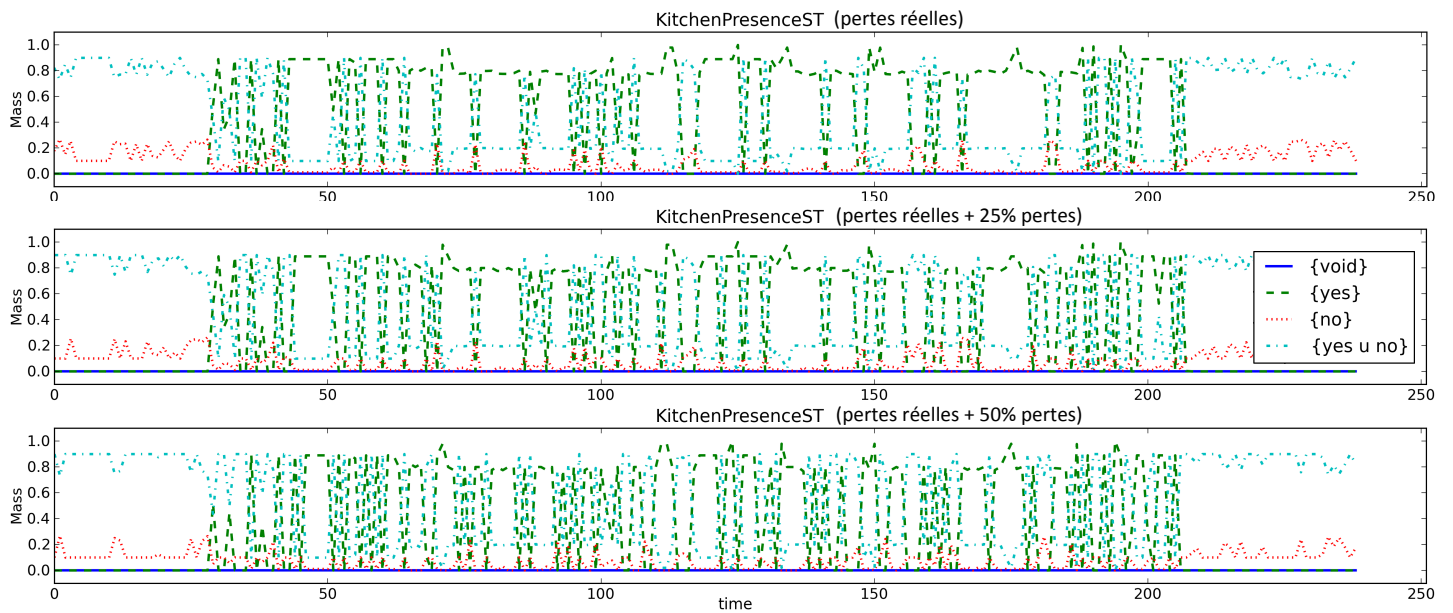 KitchenPresenceST (pertes réelles)
Mass
1.0
0.8
0.6
0.4
0.2
0.0
0 50 100 150 200 250
KitchenPresenceST (pertes réelles + 25% pertes)
Mass
1.0
0.8
0.6
0.4
0.2
0.0
{void}
{yes}
{no}
{yes u no}
0 50 100 150 200 250
KitchenPresenceST (pertes réelles + 50% pertes)
Mass
1.0
0.8
0.6
0.4
0.2
0.0
0 50 100 150 200 250
time